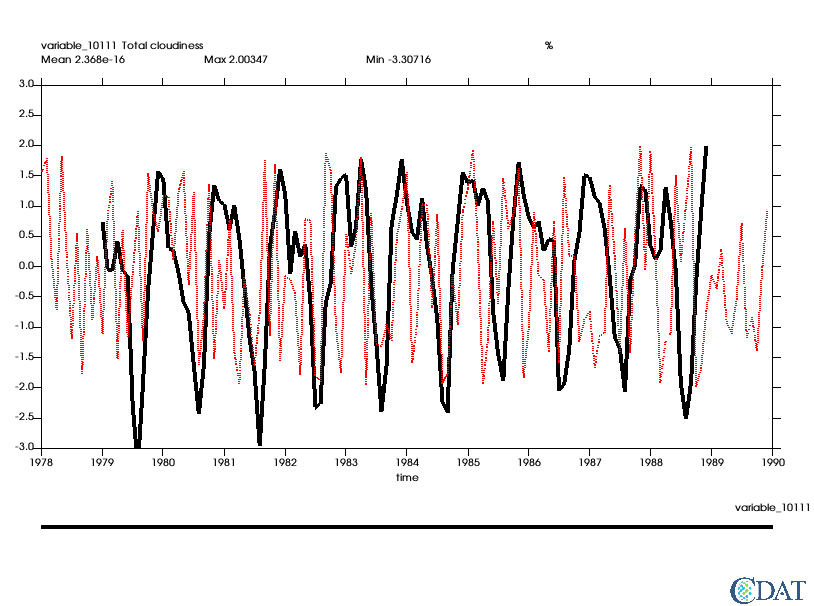 variable_10111 Total cloudiness %
Mean 2.368e-16 Max 2.00347 Min -3.30716
3.0
2.5
2.0
1.5
1.0
0.5
0.0
-0.5
-1.0
-1.5
-2.0
-2.5
-3.0
1978 1979 1980 1981 1982 1983 1984 1985 1986 1987 1988 1989 1990
time
variable_10111
CDAT